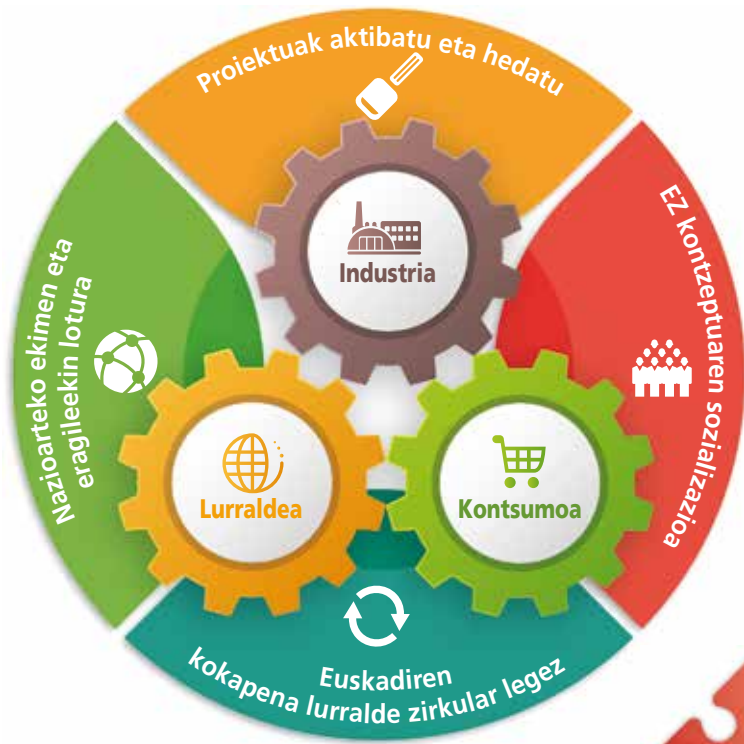 Proiektuak aktibatu eta hedatu
Industria
EZ kontzeptuaren sozializazioa
Nazioarteko ekimen eta
eragileekin lotura
Lurraldea
Kontsumoa
Euskadiren
kokapena lurralde zirkular legez